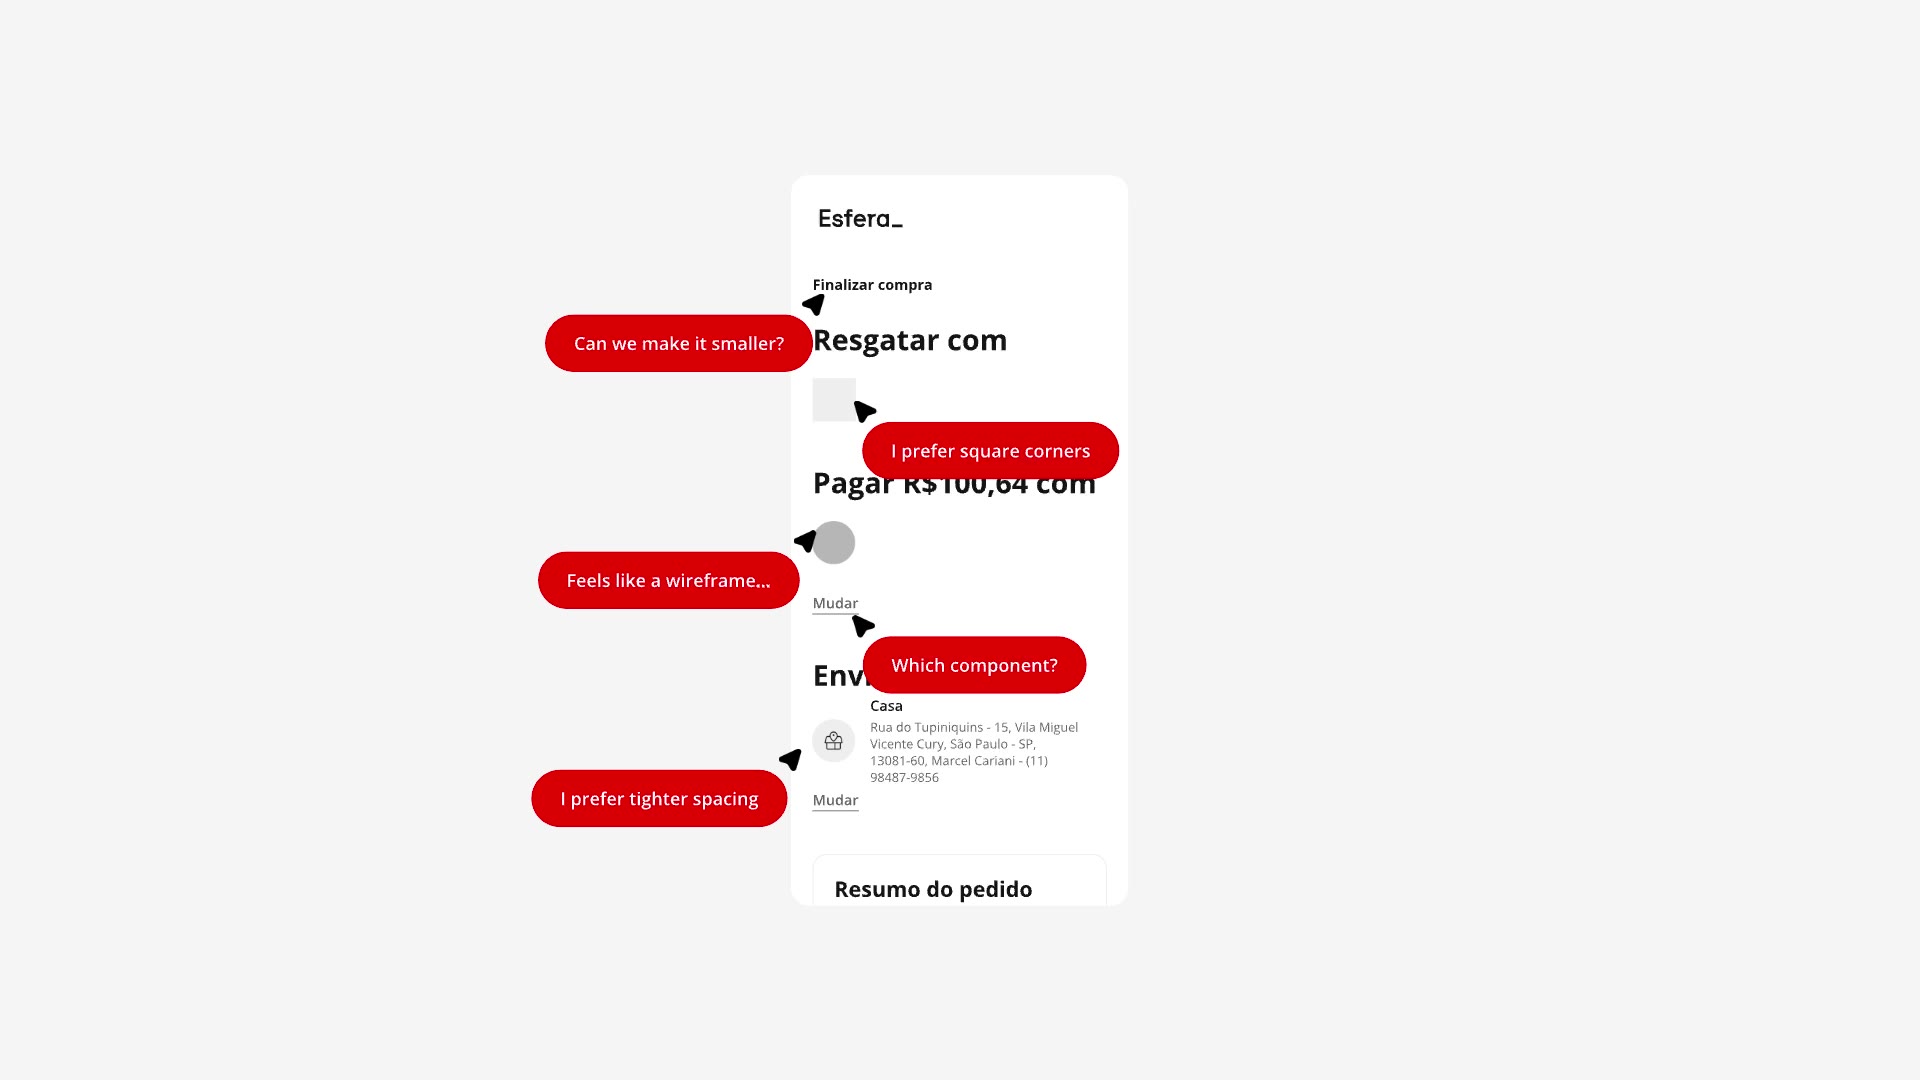 Esfera_
Finalizar compra
Can we make it smaller?
Resgatar com
I prefer square corners
Pagar R$100,64 com
Feels like a wireframe...
Mudar
Which component?
Casa
Rua do Tupiniquins - 15, Vila Miguel
Vicente Cury, São Paulo - SP,
13081-60, Marcel Cariani - (11)
98487-9856
I prefer tighter spacing
Mudar
Resumo do pedido